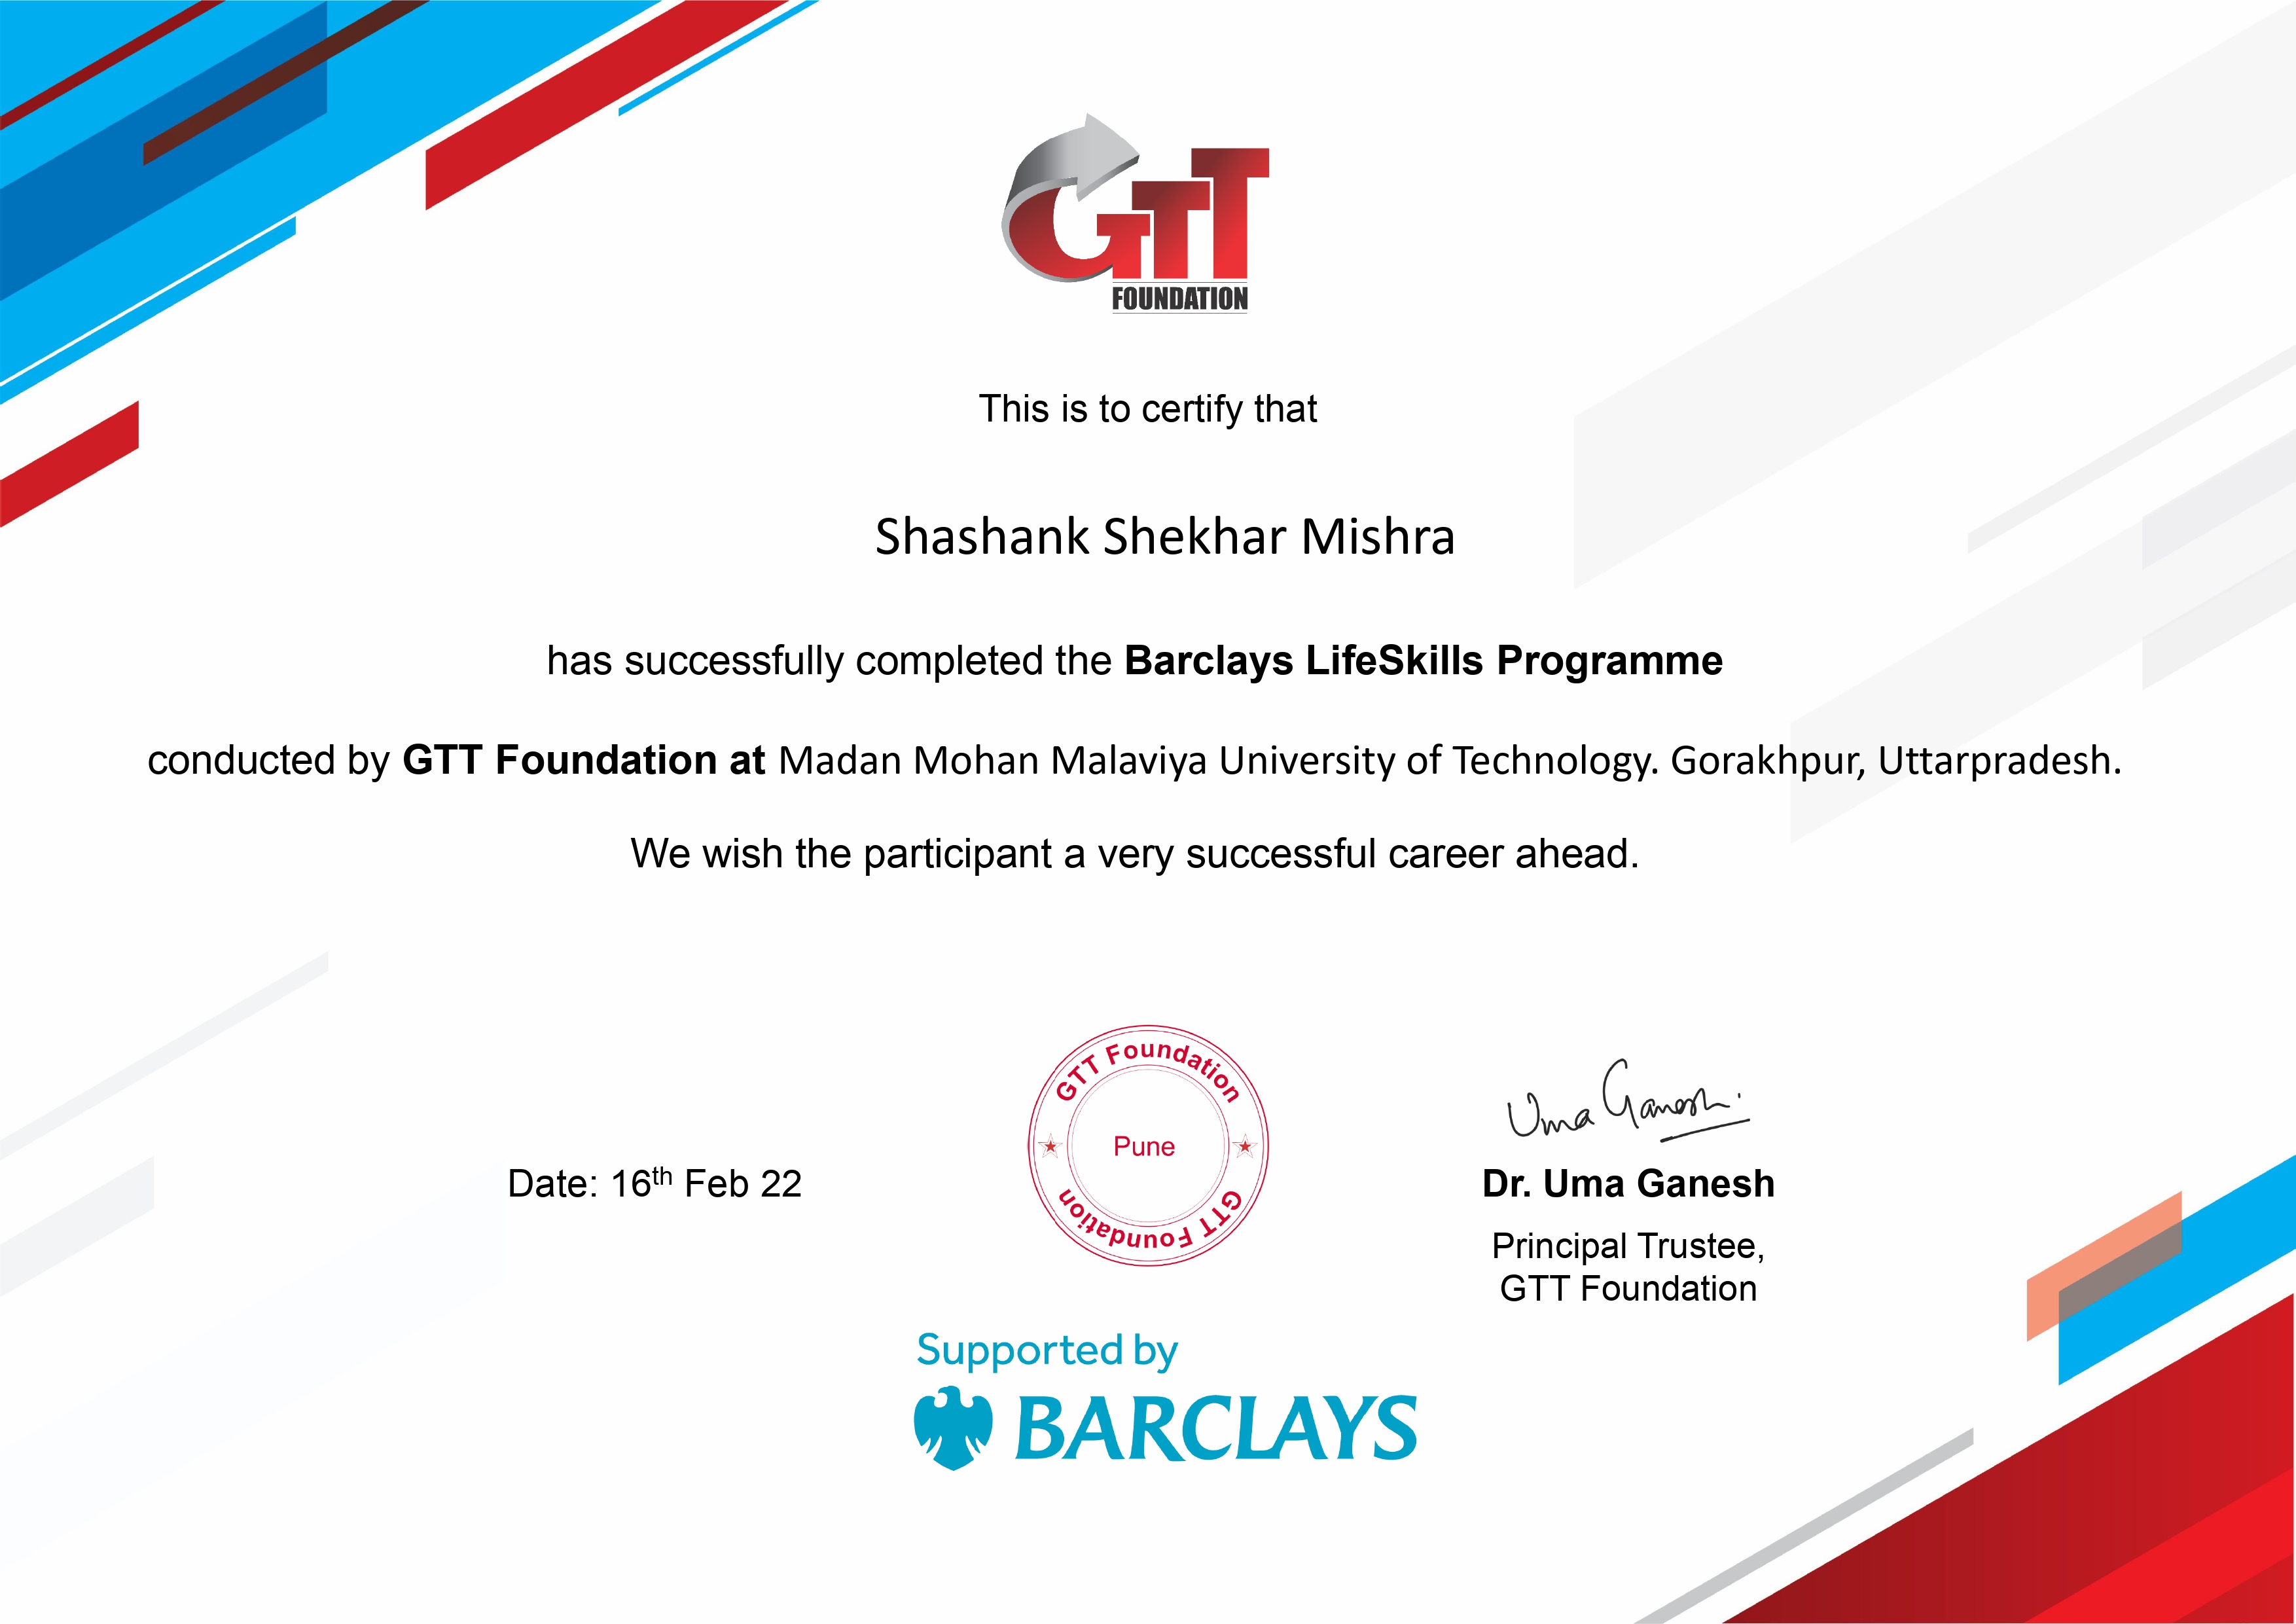 GTT
FOUNDATION
This is to certify that
Shashank Shekhar Mishra
has successfully completed the Barclays LifeSkills Programme
conducted by GTT Foundation at Madan Mohan Malaviya University of Technology. Gorakhpur, Uttarpradesh.
We wish the participant a very successful career ahead.
GTT Foundation
Pune
GTT Foundation
Uma Ganesh.
Date: 16th Feb 22
Dr. Uma Ganesh
Principal Trustee,
GTT Foundation
Supported by
BARCLAYS